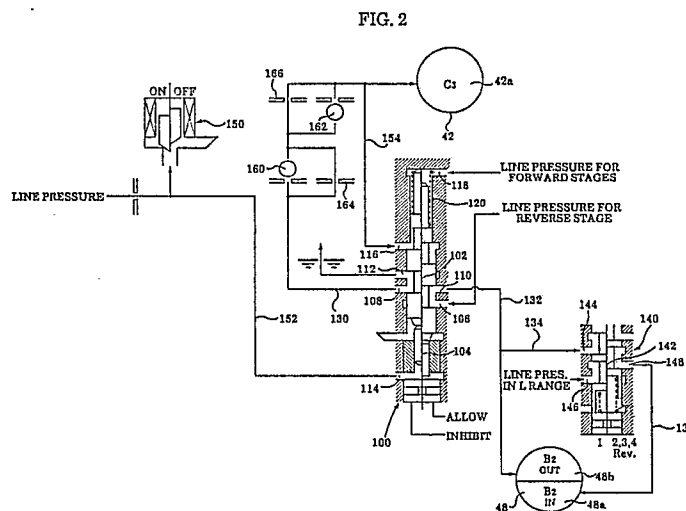 FIG. 2
ON OFF
150
166
162
160
164
154
C3
42a
42
LINE PRESSURE
118
120
LINE PRESSURE FOR
FORWARD STAGES
LINE PRESSURE FOR
REVERSE STAGE
116
102
112
110
108
106
130
132
152
104
114
100
ALLOW
INHIBIT
134
144
140
142
148
LINE PRES.
IN L RANGE
146
1
2,3,4
Rev.
13
B2
OUT
48b
B2
IN
48
48a